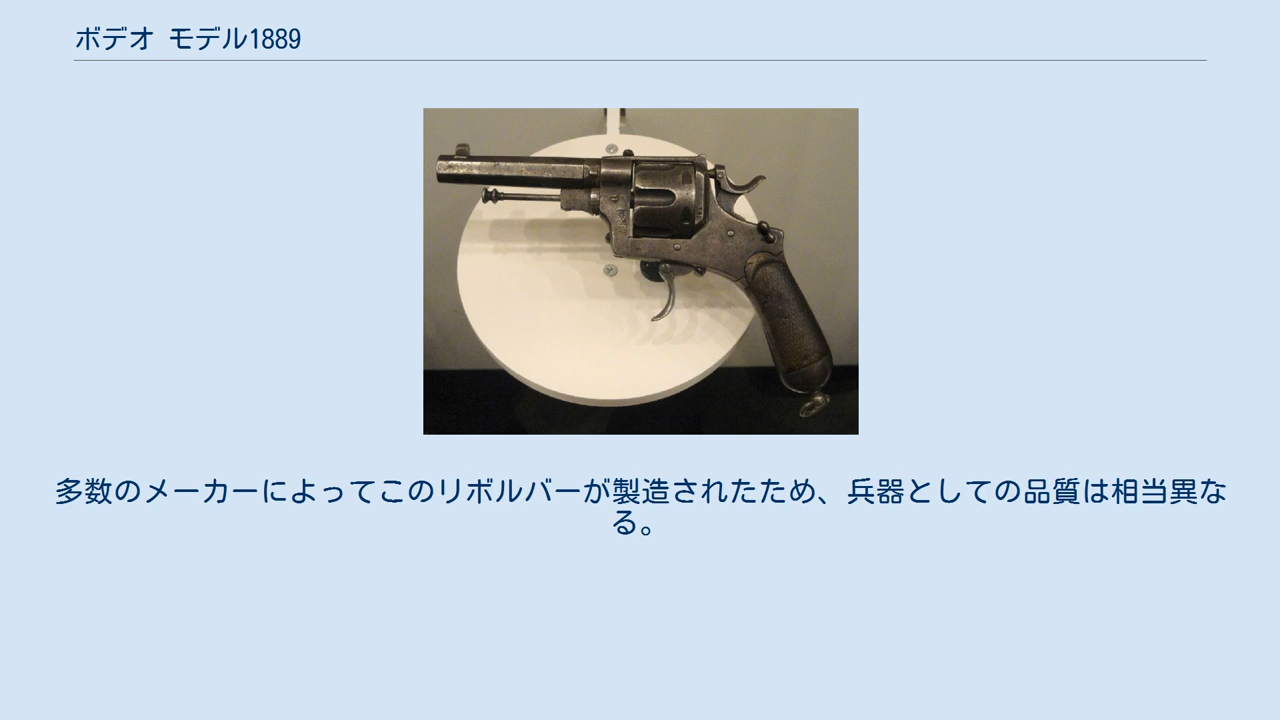 ボデオ モデル1889
多数のメーカーによってこのリボルバーが製造されたため、兵器としての品質は相当異な
る。